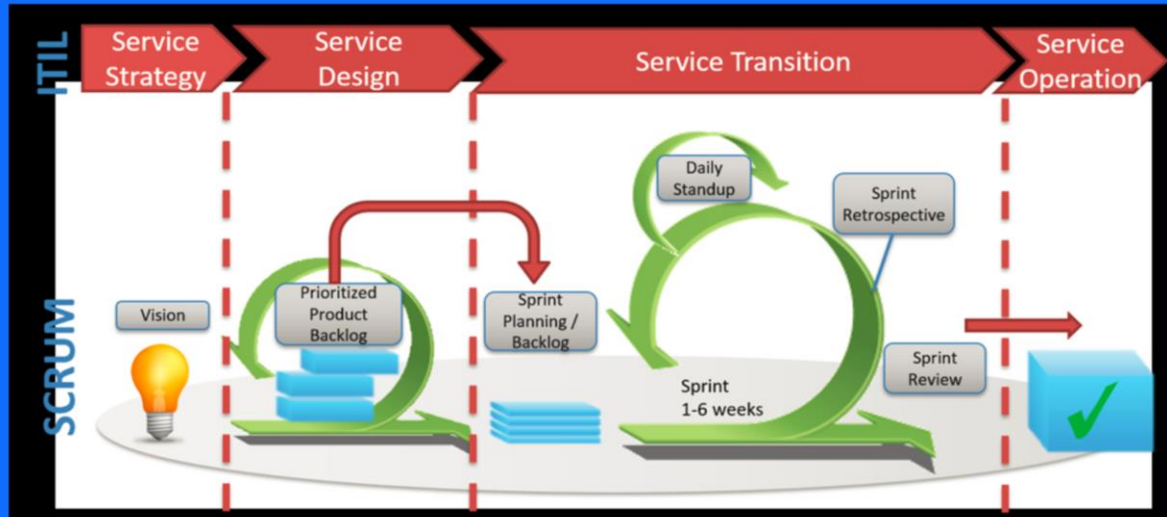 ITIL
Service
Strategy
Service
Design
Service Transition
Service
Operation
SCRUM
Vision
Prioritized
Product
Backlog
Sprint
Planning /
Backlog
Daily
Standup
Sprint
Retrospective
Sprint
1-6 weeks
Sprint
Review